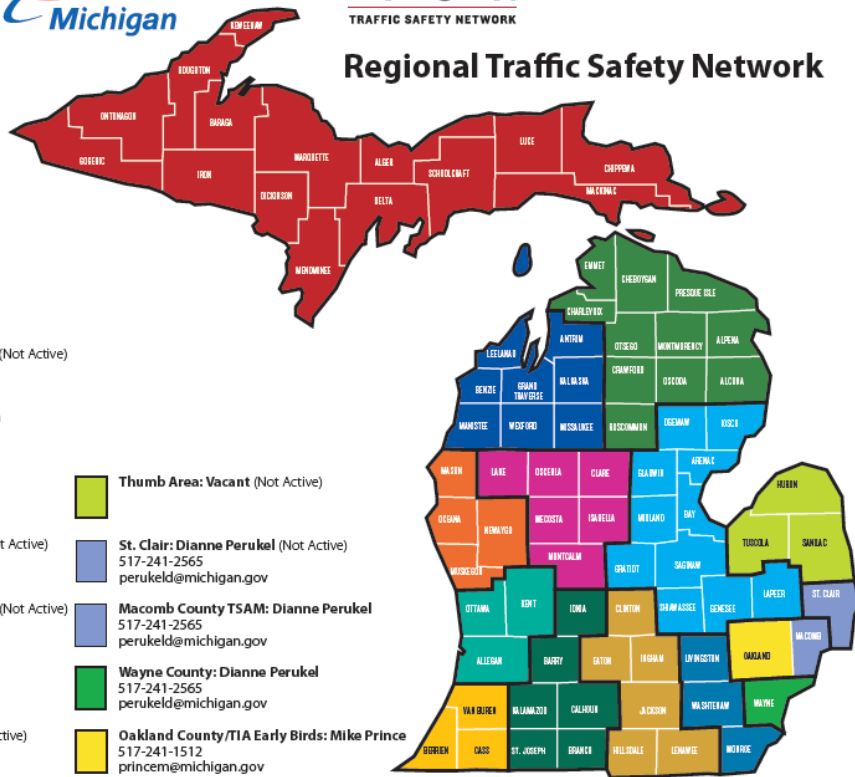 Michigan
TRAFFIC SAFETY NETWORK
Regional Traffic Safety Network
KEWEENAW
HOUGHTON
ONTONAGON
BARAGA
GOGEBIC
IRON
MARQUETTE
ALGER
LUCE
SCHOOLCRAFT
CHIPPEWA
MACKINAC
DICKINSON
DELTA
MENOMINEE
EMMET
CHEBOYGAN
PRESQUE ISLE
CHARLEVOIX
ANTRIM
OTSEGO
MONTMORENCY
ALPENA
LEELANAU
BENZIE
GRAND
TRAVERSE
KALKASKA
CRAWFORD
OSCODA
ALCONA
MANISTEE
WEXFORD
MISSAUKEE
ROSCOMMON
OGEMAW
IOSCO
MASON
LAKE
OSCEOLA
CLARE
GLADWIN
ARENAC
OCEANA
NEWAYGO
MECOSTA
ISABELLA
MIDLAND
BAY
HURON
MUSKEGON
MONTCALM
GRATIOT
SAGINAW
TUSCOLA
SANILAC
OTTAWA
KENT
IONIA
CLINTON
SHIAWASSEE
GENESEE
LAPEER
ST. CLAIR
ALLEGAN
BARRY
EATON
INGHAM
LIVINGSTON
OAKLAND
MACOMB
VAN BUREN
KALAMAZOO
CALHOUN
JACKSON
WASHTENAW
WAYNE
BERRIEN
CASS
ST. JOSEPH
BRANCH
HILLSDALE
LENAWEE
MONROE
(Not Active)
Thumb Area: Vacant (Not Active)
t Active)
St. Clair: Dianne Perukel (Not Active)
517-241-2565
perukeld@michigan.gov
(Not Active)
Macomb County TSAM: Dianne Perukel
517-241-2565
perukeld@michigan.gov
Wayne County: Dianne Perukel
517-241-2565
perukeld@michigan.gov
ctive)
Oakland County/TIA Early Birds: Mike Prince
517-241-1512
princem@michigan.gov